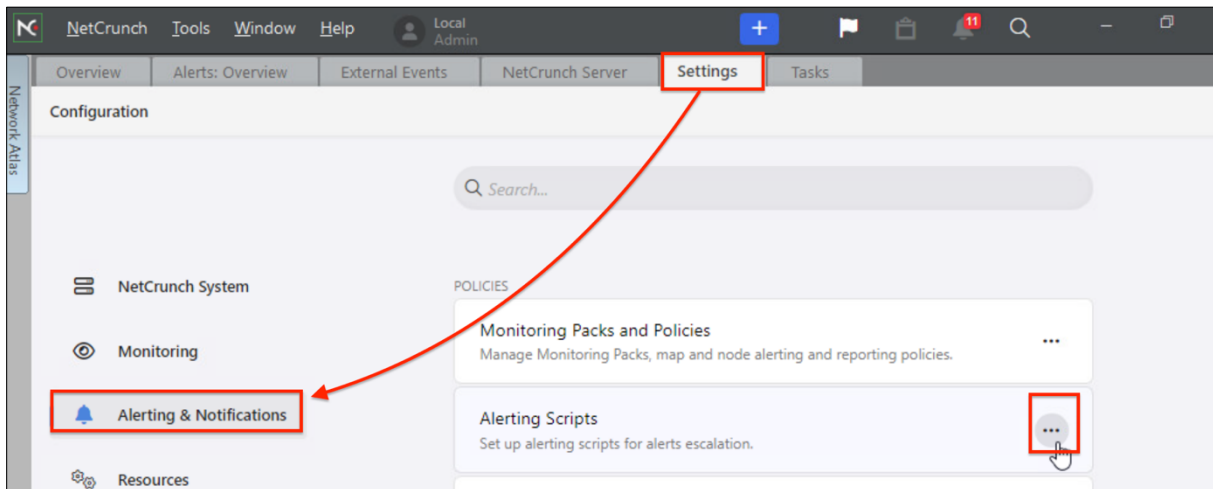 NetCrunch Tools Window Help Local
Admin
+ 11
Overview Alerts: Overview External Events NetCrunch Server Settings Tasks
Network Atlas
Configuration
Search...
NetCrunch System
POLICIES
Monitoring Packs and Policies
Manage Monitoring Packs, map and node alerting and reporting policies.
...
Monitoring
Alerting & Notifications
Alerting Scripts
Set up alerting scripts for alerts escalation.
...
Resources